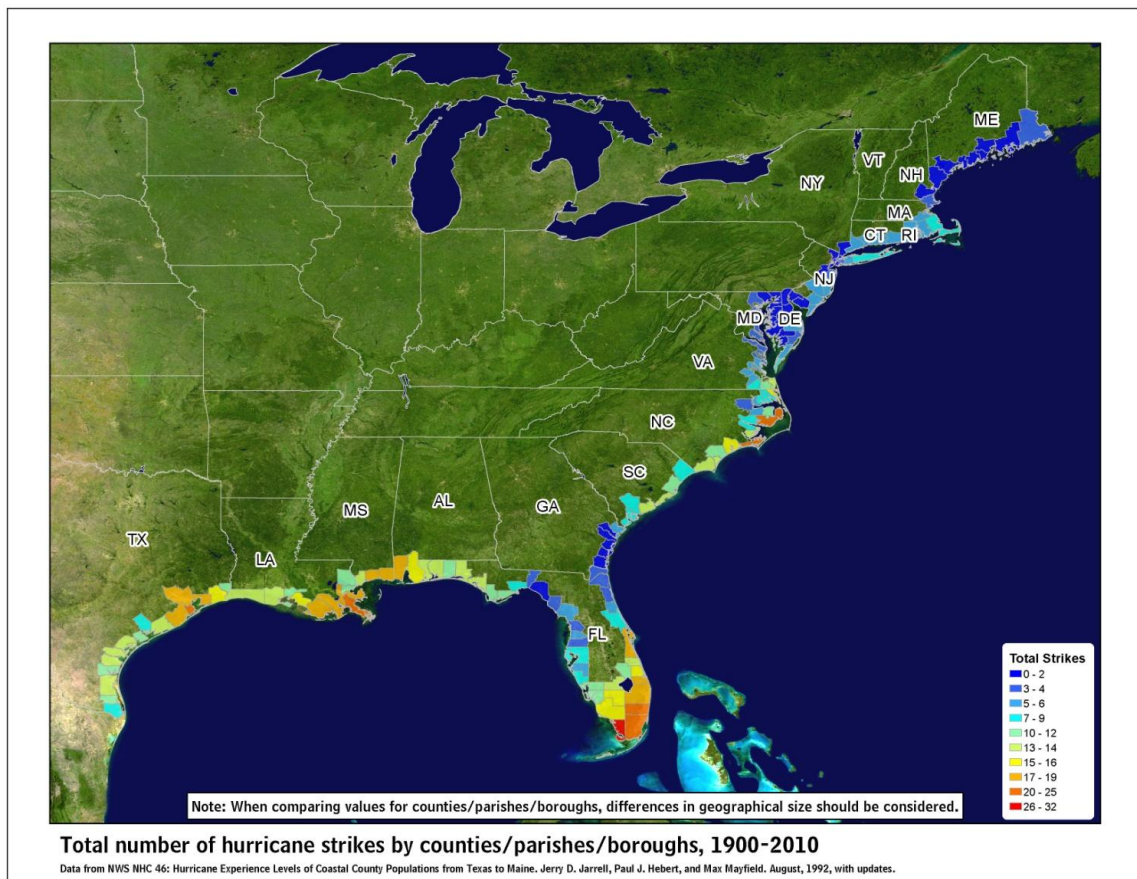 ME
VT
NH
NY
MA
CT RI
NJ
MD DE
VA
NC
SC
MS AL GA
TX
LA
FL
Total Strikes
0 - 2
3 - 4
5 - 6
7 - 9
10 - 12
13 - 14
15 - 16
17 - 19
20 - 25
26 - 32
Note: When comparing values for counties/parishes/boroughs, differences in geographical size should be considered.
Total number of hurricane strikes by counties/parishes/boroughs, 1900-2010
Data from NWS NHC 46: Hurricane Experience Levels of Coastal County Populations from Texas to Maine. Jerry D. Jarrell, Paul J. Hebert, and Max Mayfield. August, 1992, with updates.